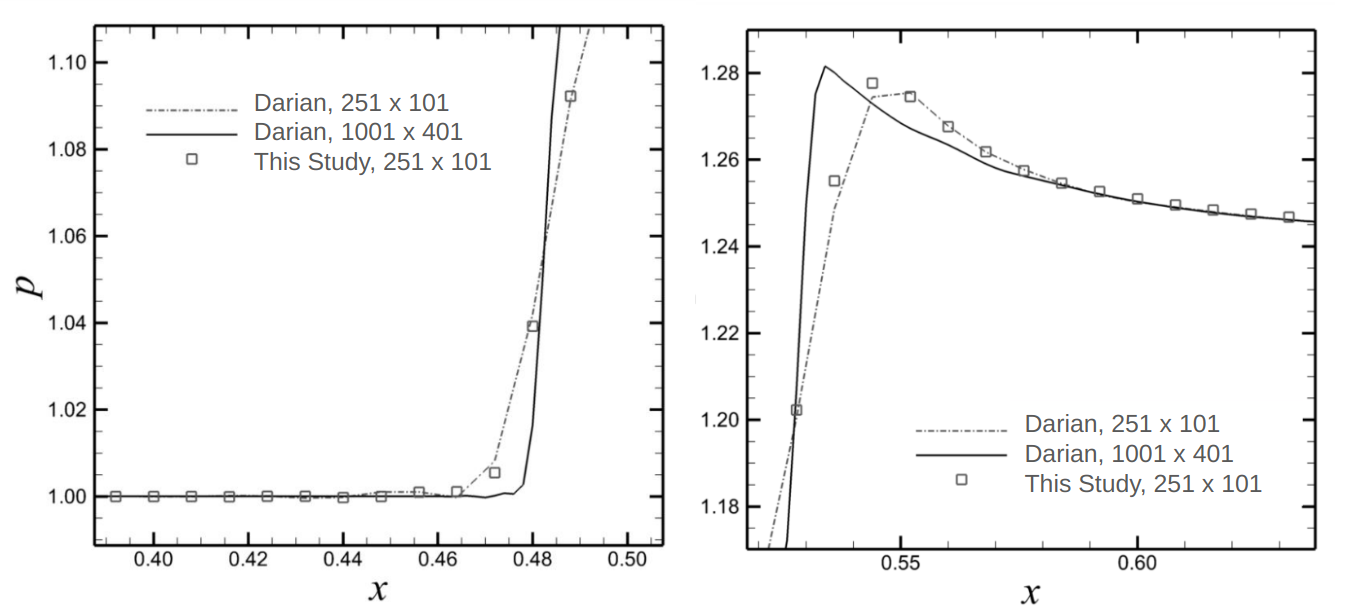 1.10
1.08
1.06
1.04
1.02
1.00
p
Darian, 251 x 101
Darian, 1001 x 401
This Study, 251 x 101
0.40
0.42
0.44
0.46
0.48
0.50
x
1.28
1.26
1.24
1.22
1.20
1.18
Darian, 251 x 101
Darian, 1001 x 401
This Study, 251 x 101
0.55
0.60
x